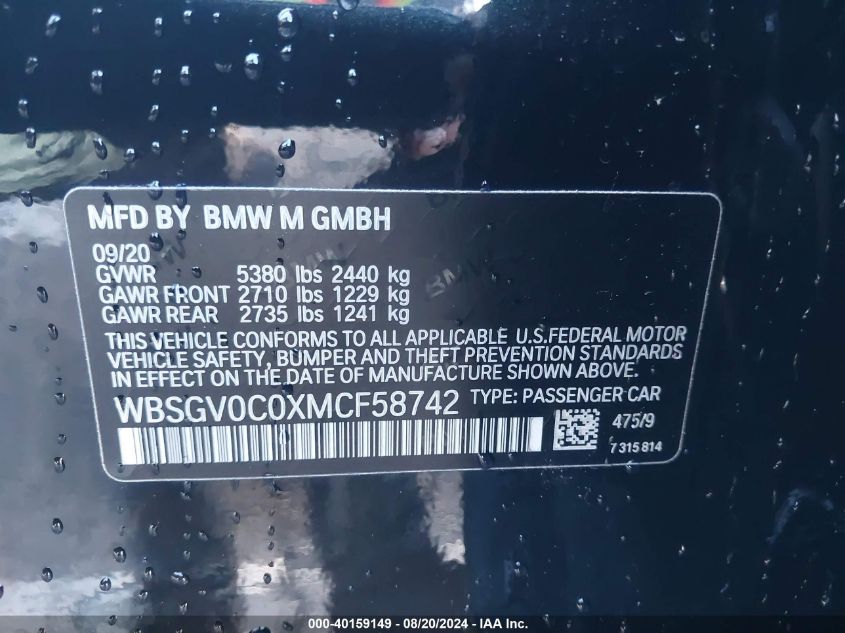 MFD BY BMW M GMBH
09/20
GVWR 5380 lbs 2440 kg
GAWR FRONT 2710 lbs 1229 kg
GAWR REAR 2735 lbs 1241 kg
THIS VEHICLE CONFORMS TO ALL APPLICABLE U.S.FEDERAL MOTOR
VEHICLE SAFETY, BUMPER AND THEFT PREVENTION STANDARDS
IN EFFECT ON THE DATE OF MANUFACTURE SHOWN ABOVE.
WBSGV0C0XMCF58742 TYPE: PASSENGER CAR
475/9
7 315 814
000-40159149 - 08/20/2024 - IAA Inc.